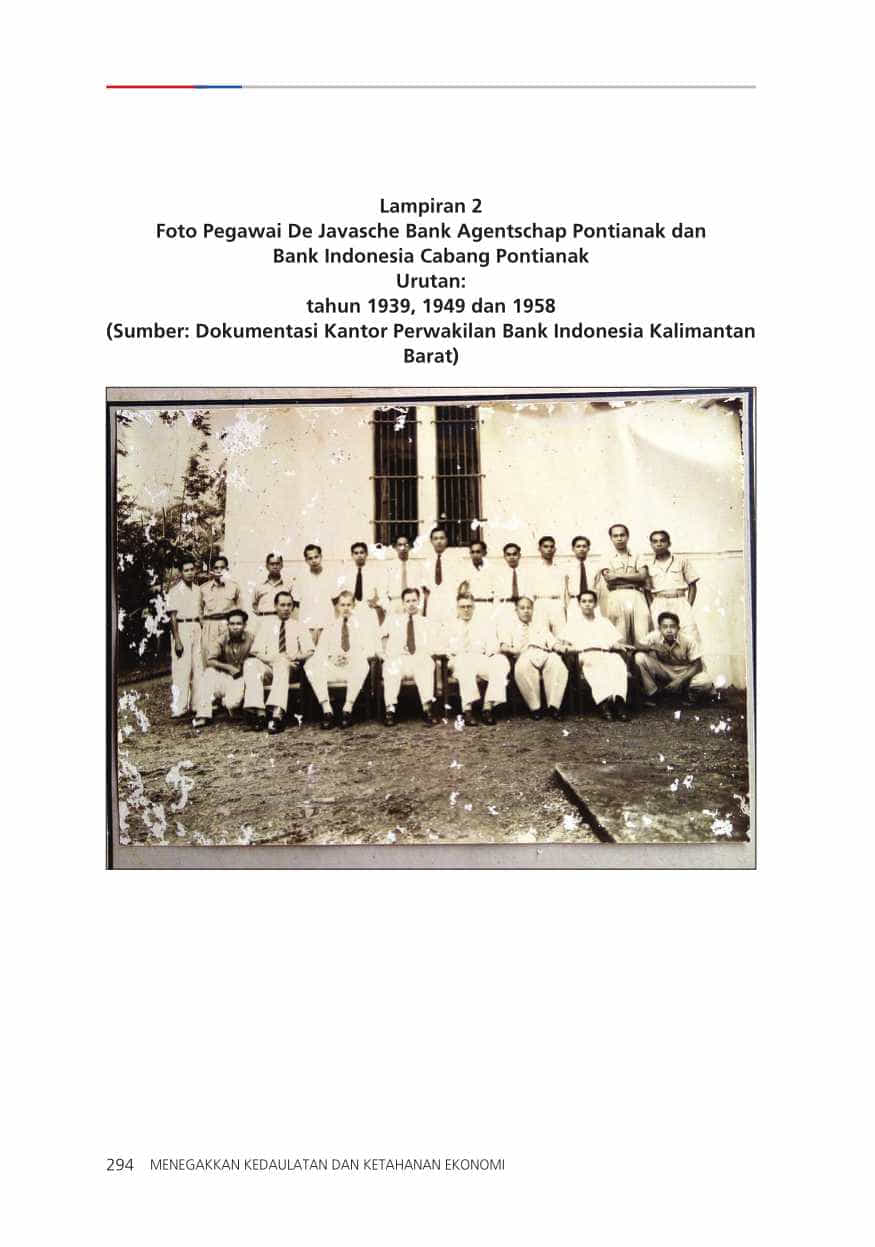 Lampiran 2
Foto Pegawai De Javasche Bank Agentschap Pontianak dan
Bank Indonesia Cabang Pontianak
Urutan:
tahun 1939, 1949 dan 1958
(Sumber: Dokumentasi Kantor Perwakilan Bank Indonesia Kalimantan
Barat)
294 MENEGAKKAN KEDAULATAN DAN KETAHANAN EKONOMI